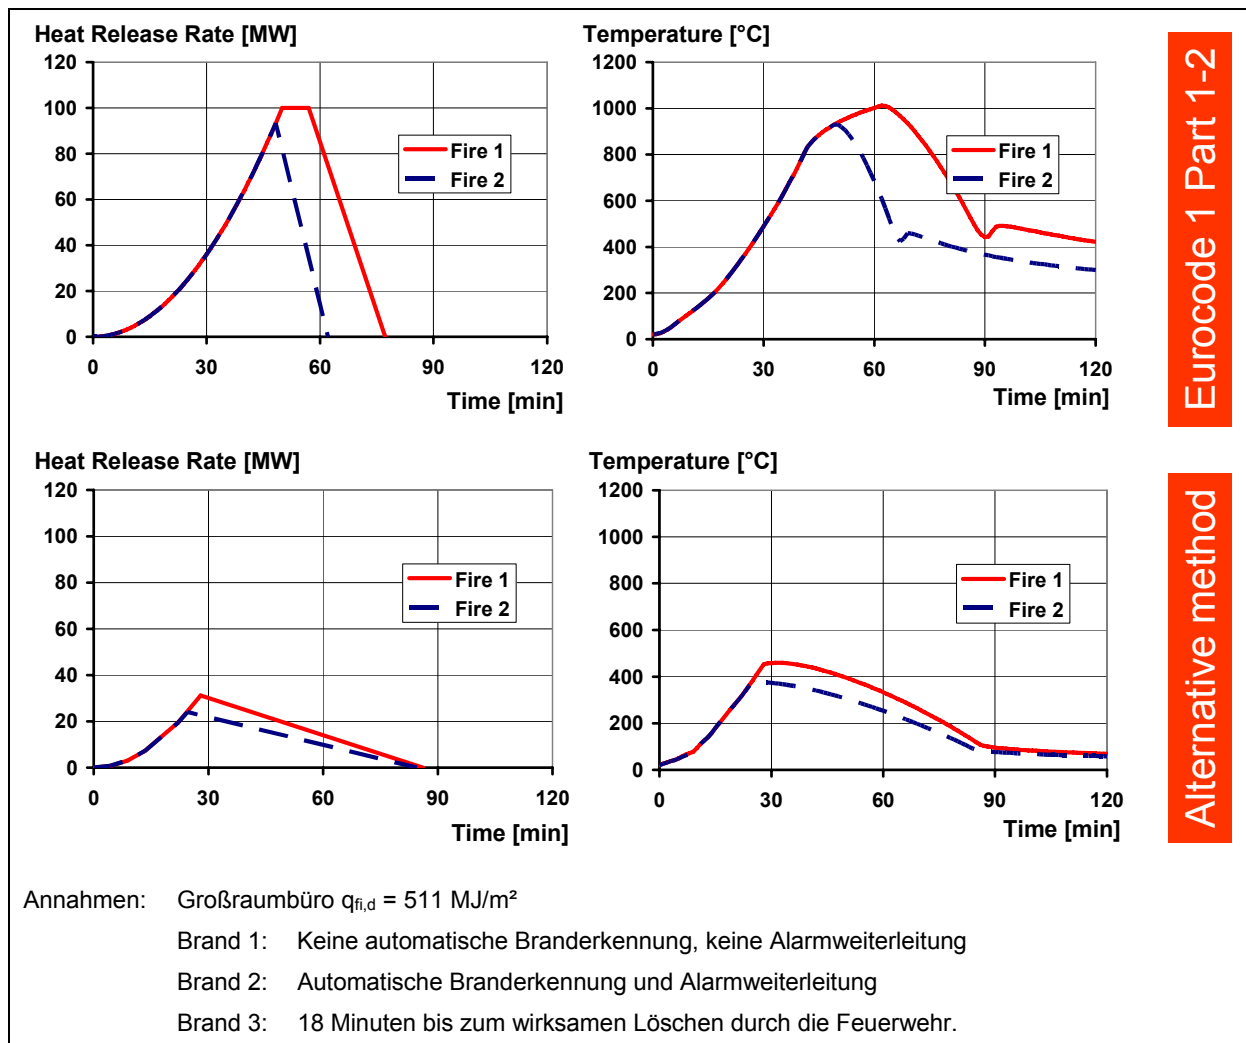 Heat Release Rate [MW]
120
100
80
60
40
20
0
0 30 60 90 120
Time [min]
Fire 1
Fire 2
Temperature [°C]
1200
1000
800
600
400
200
0
0 30 60 90 120
Time [min]
Fire 1
Fire 2
Eurocode 1 Part 1-2
Heat Release Rate [MW]
120
100
80
60
40
20
0
0 30 60 90 120
Time [min]
Fire 1
Fire 2
Temperature [°C]
1200
1000
800
600
400
200
0
0 30 60 90 120
Time [min]
Fire 1
Fire 2
Alternative method
Annahmen: Großraumbüro qfi,d = 511 MJ/m²
Brand 1: Keine automatische Branderkennung, keine Alarmweiterleitung
Brand 2: Automatische Branderkennung und Alarmweiterleitung
Brand 3: 18 Minuten bis zum wirksamen Löschen durch die Feuerwehr.